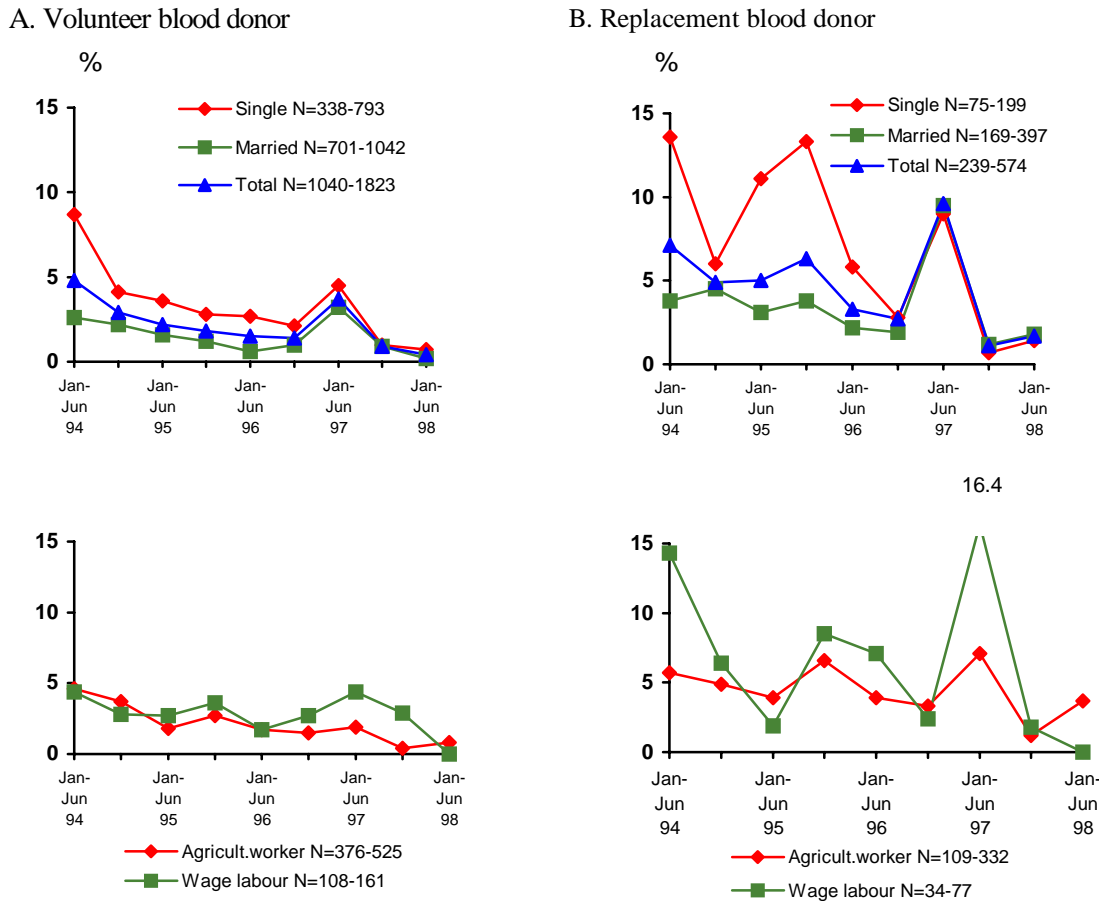 A. Volunteer blood donor
%
15
10
5
0
Single N=338-793
Married N=701-1042
Total N=1040-1823
Jan- Jan- Jan- Jan- Jan-
Jun Jun Jun Jun Jun
94 95 96 97 98
B. Replacement blood donor
%
15
10
5
0
Single N=75-199
Married N=169-397
Total N=239-574
Jan- Jan- Jan- Jan- Jan-
Jun Jun Jun Jun Jun
94 95 96 97 98
15
10
5
0
Jan- Jan- Jan- Jan- Jan-
Jun Jun Jun Jun Jun
94 95 96 97 98
Agricult.worker N=376-525
Wage labour N=108-161
16.4
15
10
5
0
Jan- Jan- Jan- Jan- Jan-
Jun Jun Jun Jun Jun
94 95 96 97 98
Agricult.worker N=109-332
Wage labour N=34-77